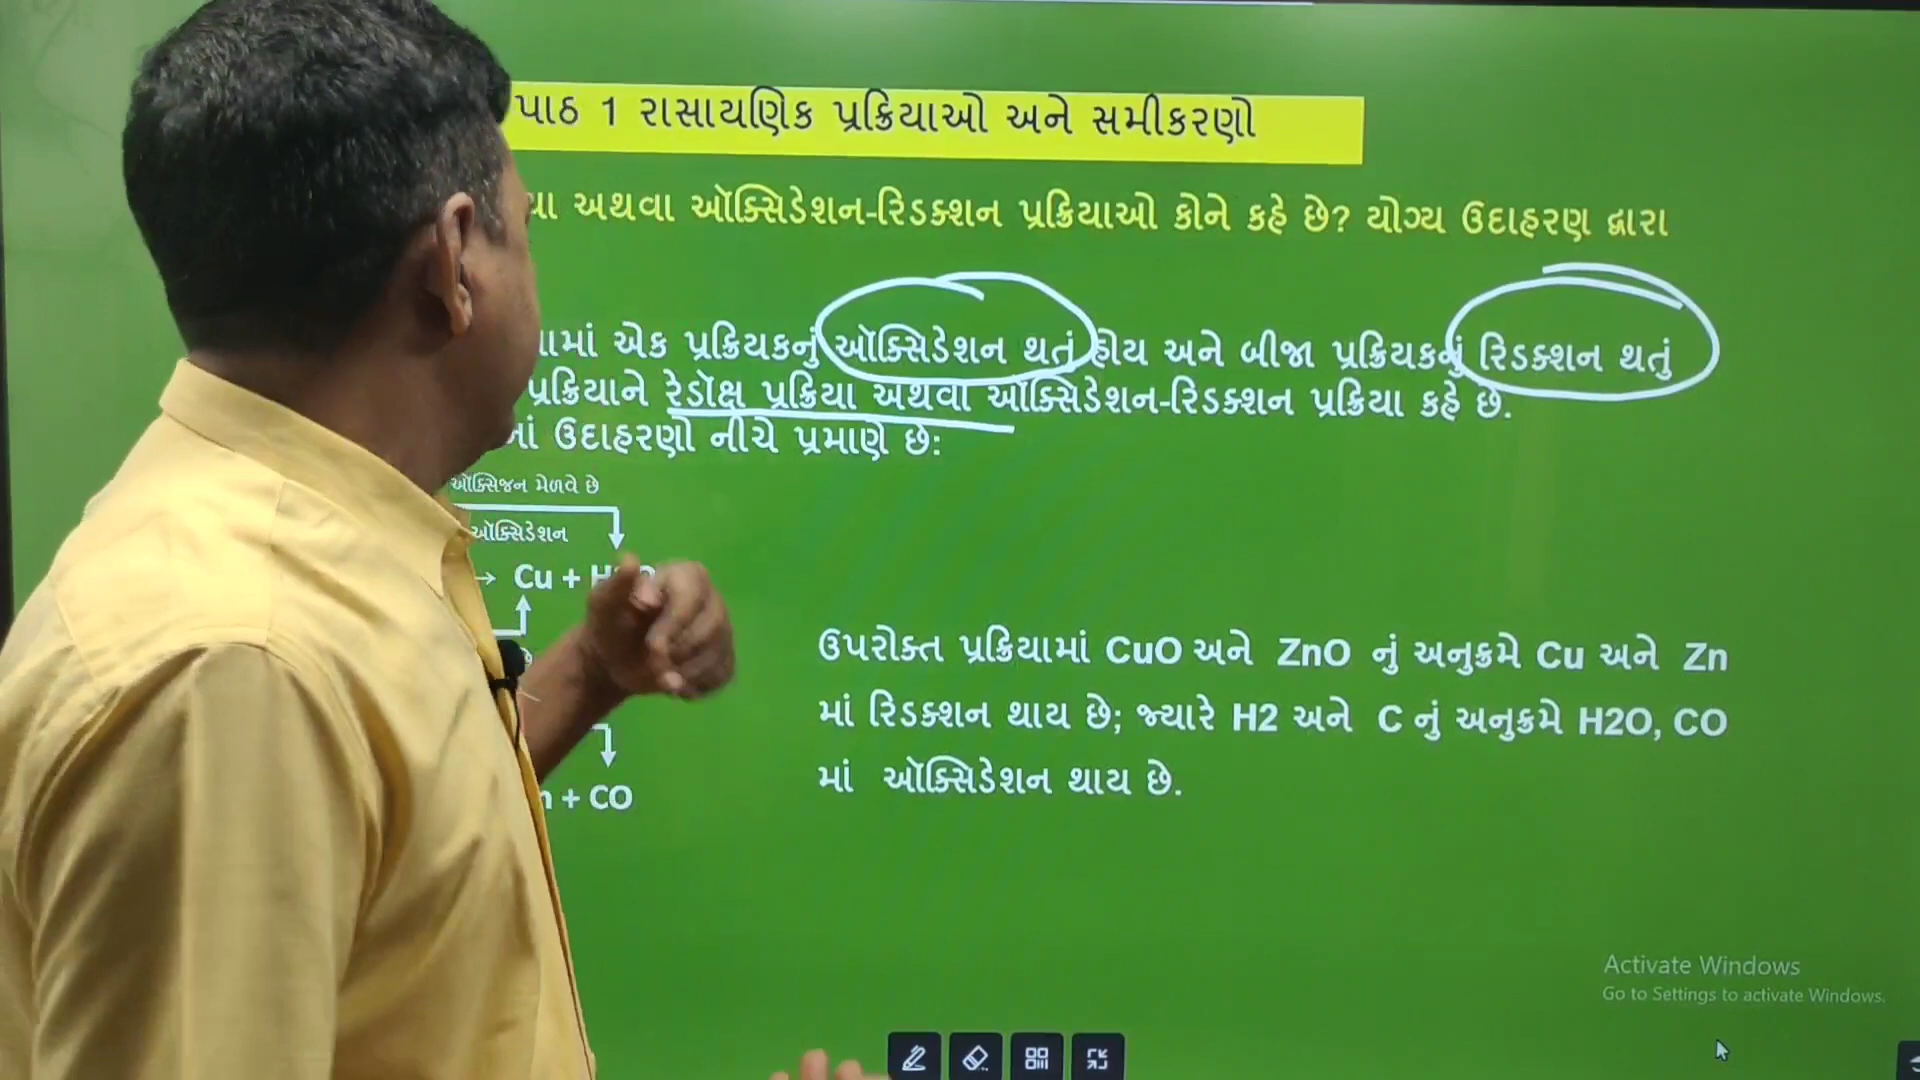 પાઠ 1 રાસાયણિક પ્રક્રિયાઓ અને સમીકરણો
અથવા ઑક્સિડેશન-રિડક્શન પ્રક્રિયાઓ કોને કહે છે? યોગ્ય ઉદાહરણ દ્વારા
એક પ્રક્રિયકનું ઑક્સિડેશન થતું હોય અને બીજા પ્રક્રિયકનું રિડક્શન થતું
પ્રક્રિયાને રેડૉક્ષ પ્રક્રિયા અથવા ઑક્સિડેશન-રિડક્શન પ્રક્રિયા કહે છે.
ઉદાહરણો નીચે પ્રમાણે છે:
ઑક્સિજન મેળવે છે
ઑક્સિડેશન
→ Cu +
+ CO
ઉપરોક્ત પ્રક્રિયામાં CuO અને ZnO નું અનુક્રમે Cu અને Zn
માં રિડક્શન થાય છે; જ્યારે H2 અને C નું અનુક્રમે H2O, CO
માં ઑક્સિડેશન થાય છે.
Activate Windows
Go to Settings to activate Windows.